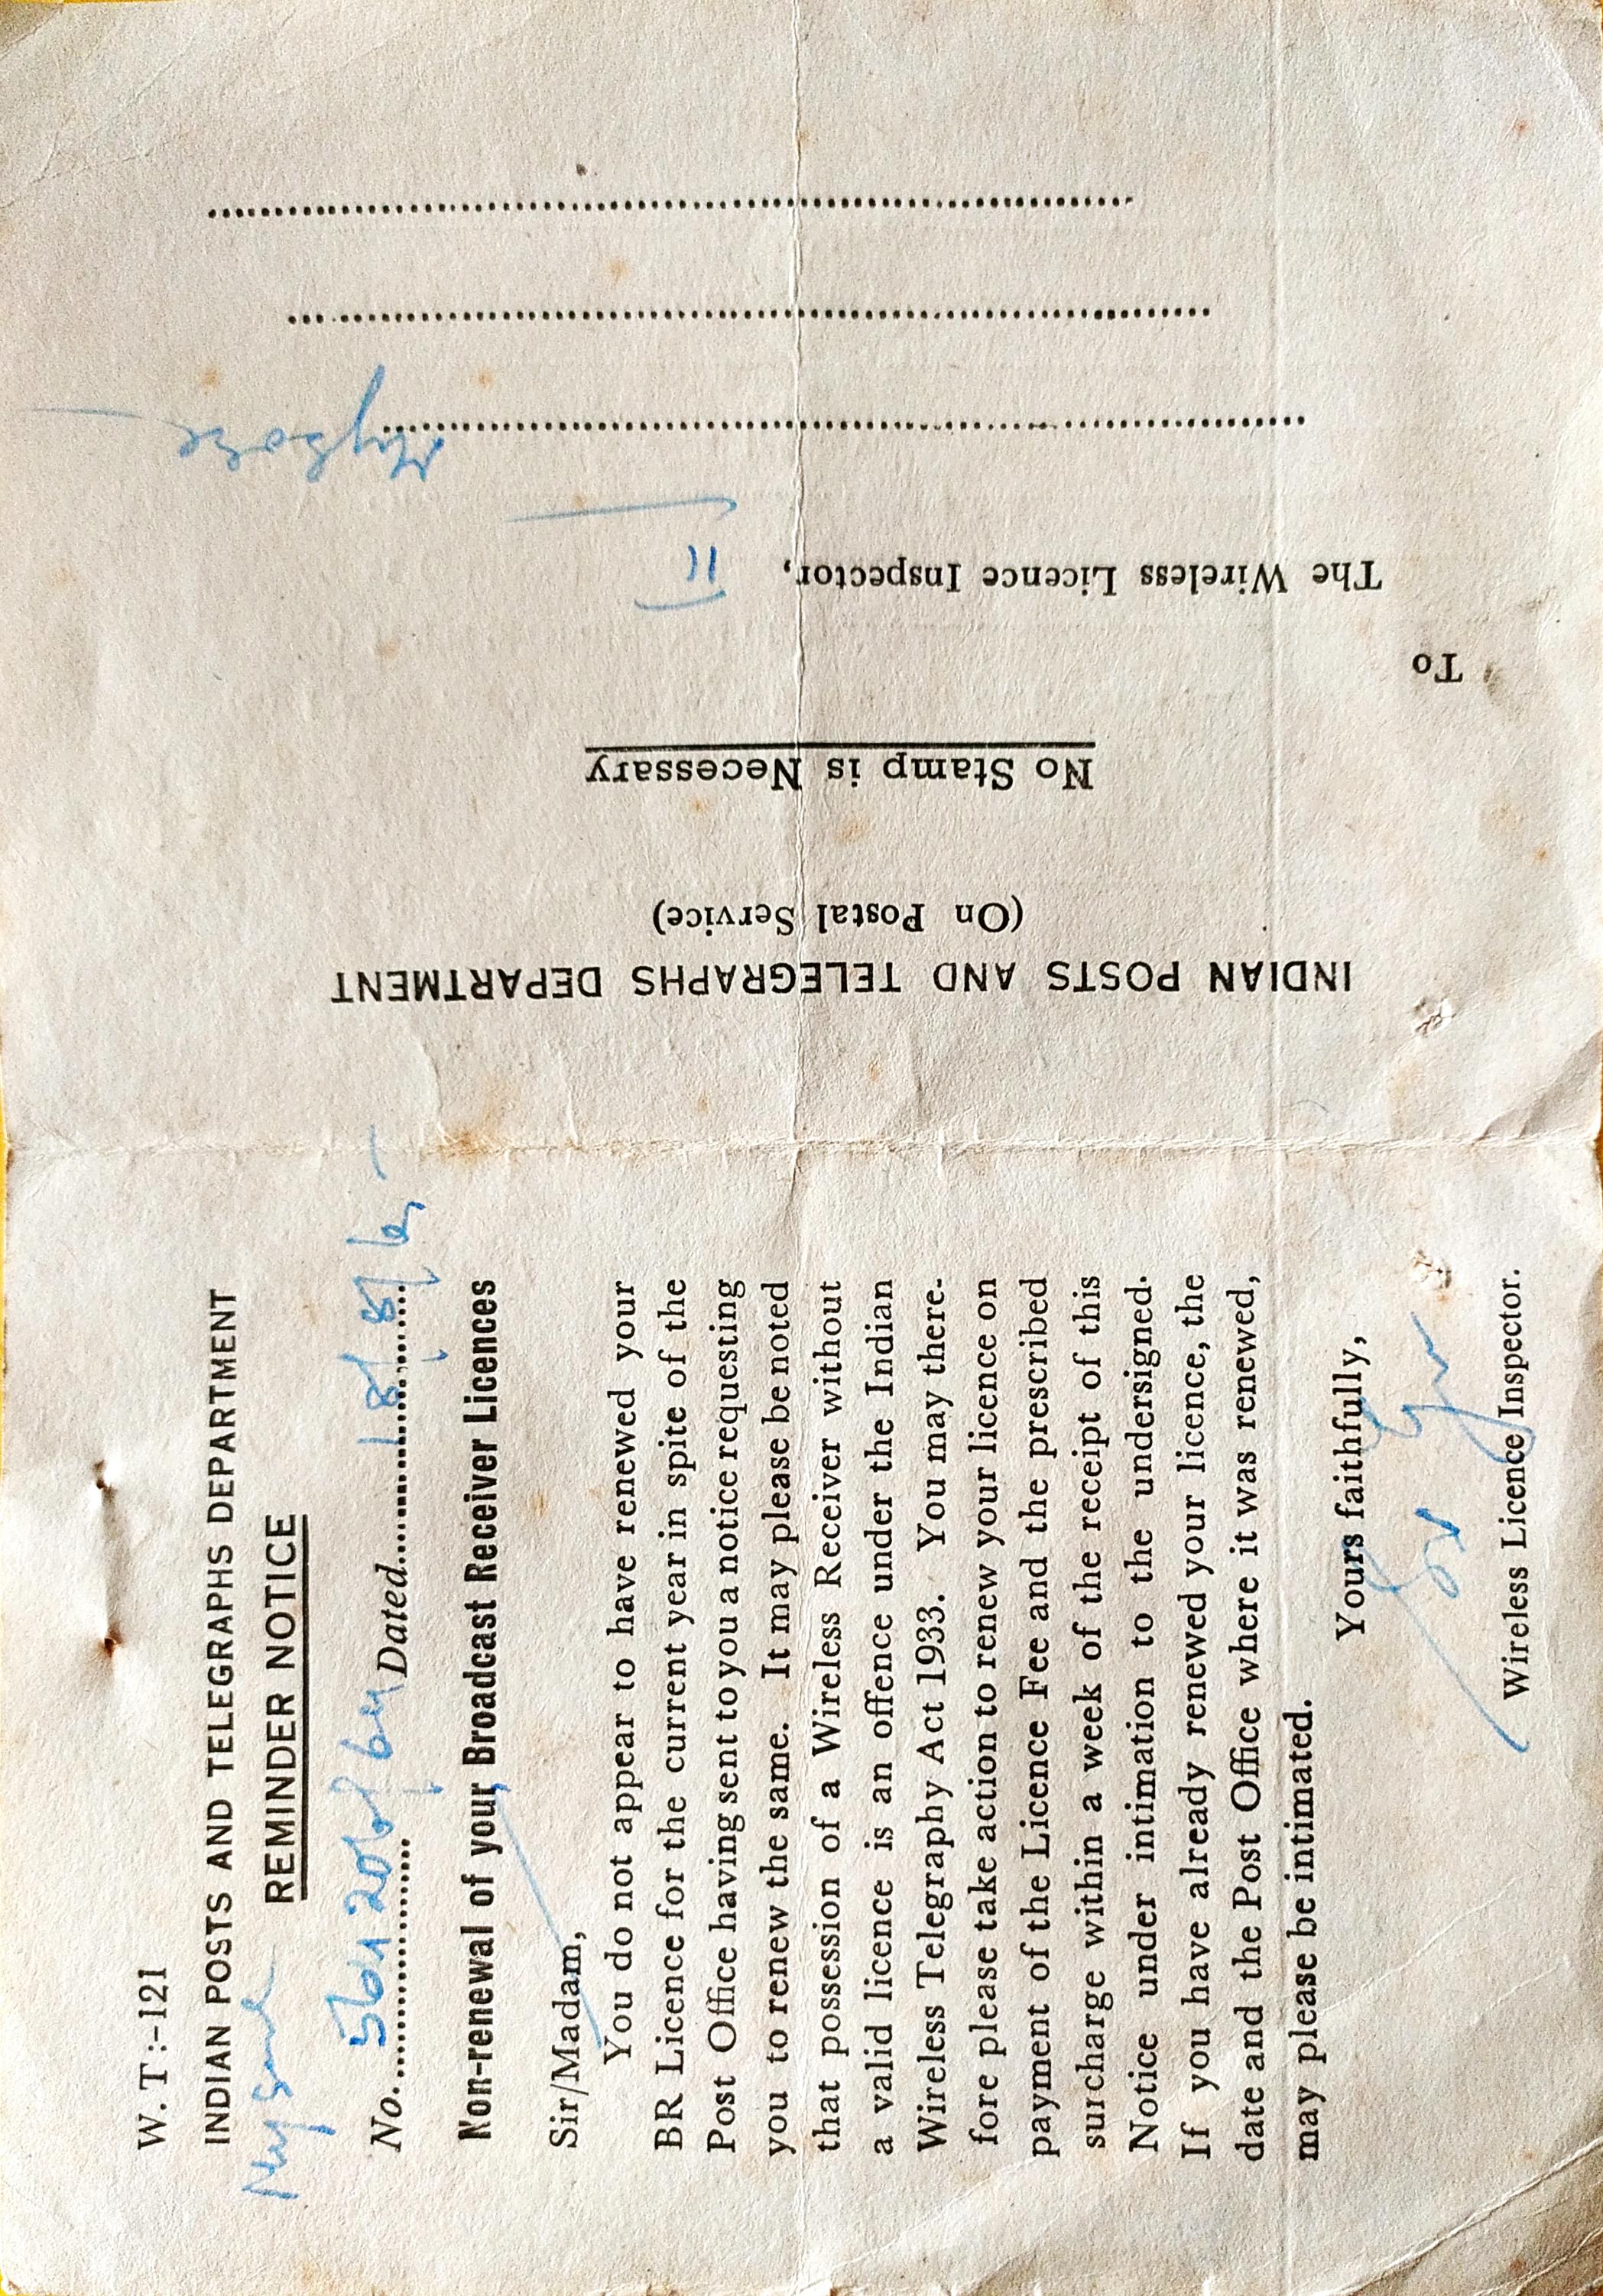 W. T :-121
INDIAN POSTS AND TELEGRAPHS DEPARTMENT
Mysore REMINDER NOTICE
No. Dated
Non-renewal of your Broadcast Receiver Licences
Sir/Madam,
You do not appear to have renewed your
BR Licence for the current year in spite of the
Post Office having sent to you a notice requesting
you to renew the same. It may please be noted
that possession of a Wireless Receiver without
a valid licence is an offence under the Indian
Wireless Telegraphy Act 1933. You may there-
fore please take action to renew your licence on
payment of the Licence Fee and the prescribed
surcharge within a week of the receipt of this
Notice under intimation to the undersigned.
If you have already renewed your licence, the
date and the Post Office where it was renewed,
may please be intimated.
Yours faithfully,
Wireless Licence Inspector.
INDIAN POSTS AND TELEGRAPHS DEPARTMENT
(On Postal Service)
No Stamp is Necessary
To
The Wireless Licence Inspector, II
Mysore